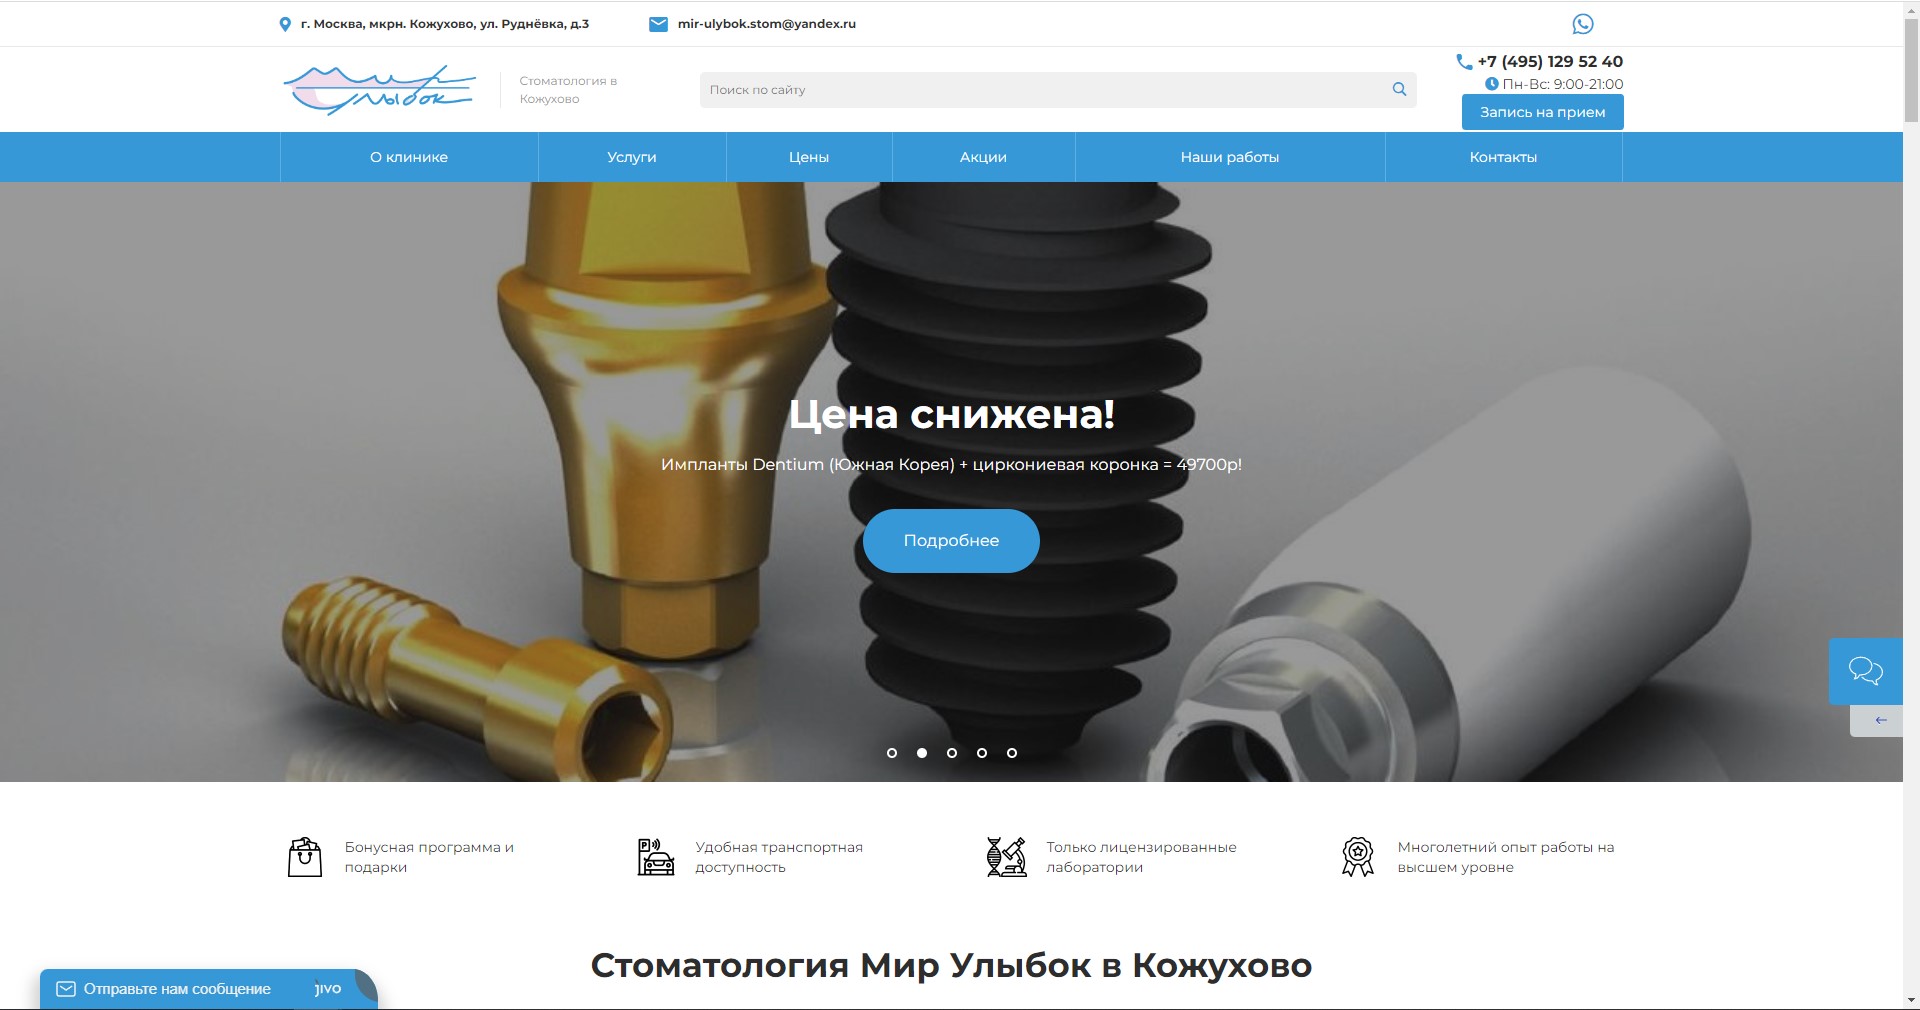 г. Москва, мкрн. Кожухово, ул. Руднёвка, д.3
mir-ulybok.stom@yandex.ru
Мир
Улыбок
Стоматология в
Кожухово
Поиск по сайту
+7 (495) 129 52 40
Пн-Вс: 9:00-21:00
Запись на прием
О клинике
Услуги
Цены
Акции
Наши работы
Контакты
Цена снижена!
Импланты Dentium (Южная Корея) + циркониевая коронка = 49700р!
Подробнее
Бонусная программа и
подарки
P
Удобная транспортная
доступность
Только лицензированные
лаборатории
Многолетний опыт работы на
высшем уровне
Стоматология Мир Улыбок в Кожухово
Отправьте нам сообщение
jivo